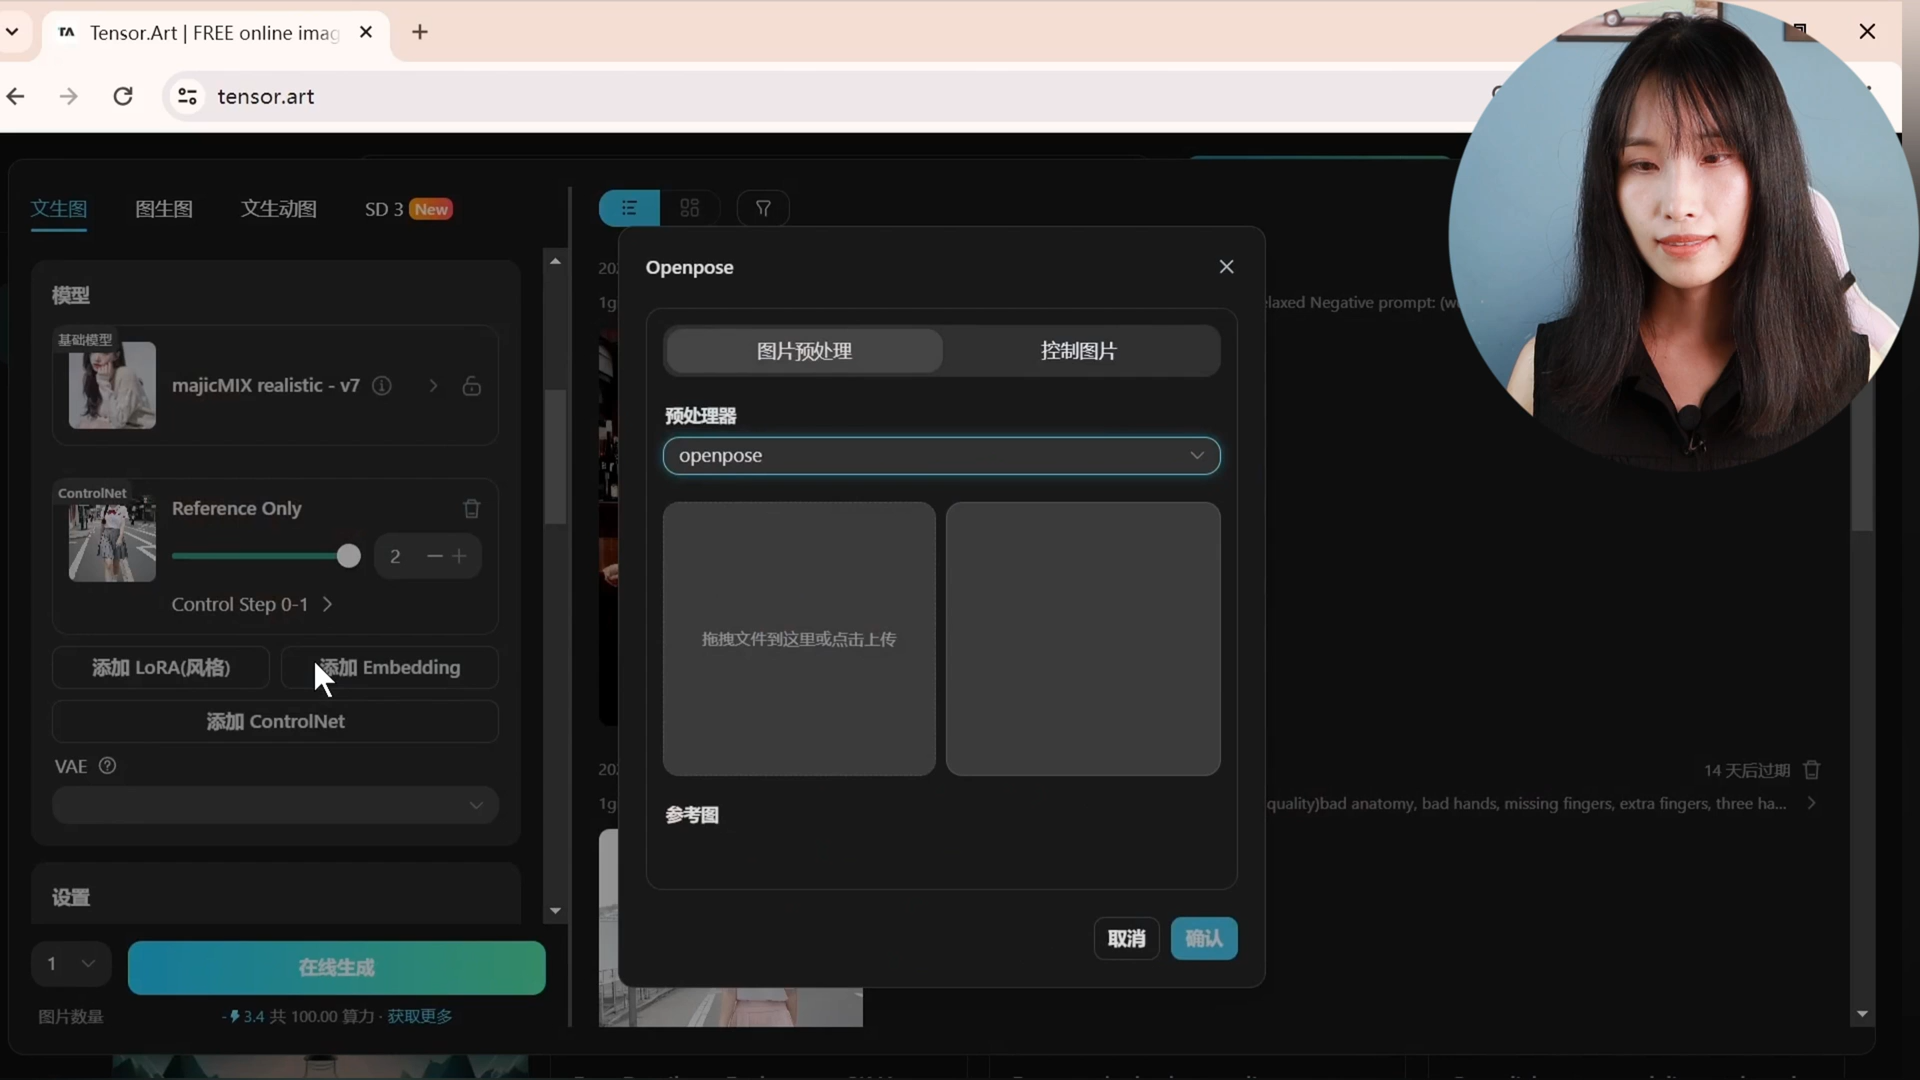 TA Tensor.Art | FREE online imag
tensor.art
文生图 图生图 文生动图 SD 3 New
模型
基础模型
majicMIX realistic - v7
ControlNet
Reference Only
2
Control Step 0-1
添加 LoRA(风格)
添加 Embedding
添加 ControlNet
VAE
设置
1
在线生成
图片数量
-3.4 共 100.00 算力 · 获取更多
Openpose
图片预处理
控制图片
预处理器
openpose
拖拽文件到这里或点击上传
参考图
取消
确认
elaxed Negative prompt: (w
14 天后过期
quality)bad anatomy, bad hands, missing fingers, extra fingers, three ha...